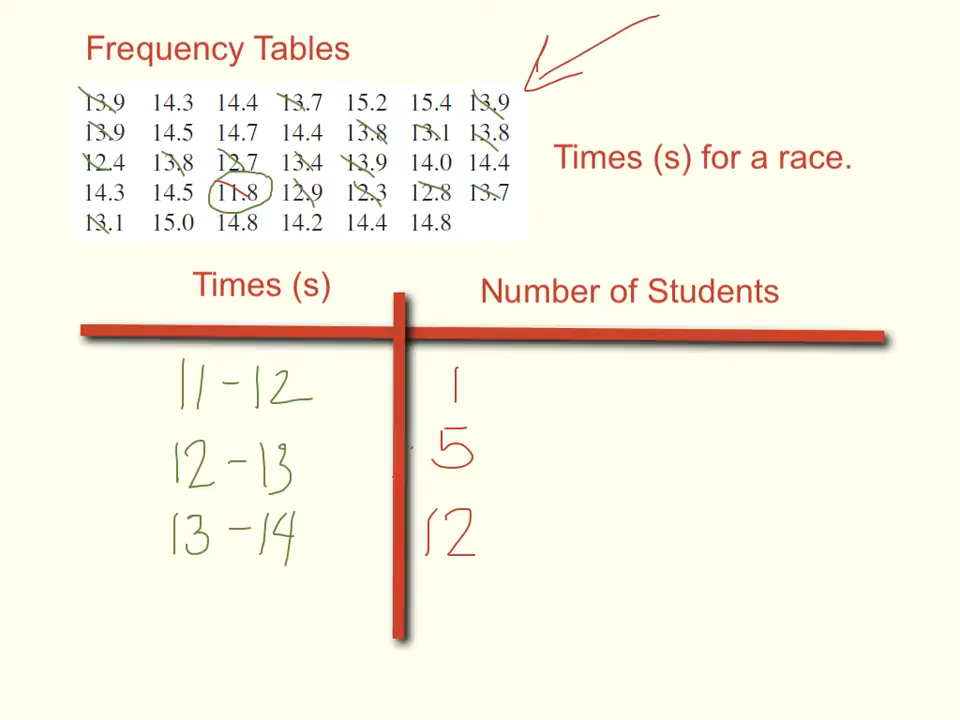 Frequency Tables
13.9 14.3 14.4 13.7 15.2 15.4 13.9
13.9 14.5 14.7 14.4 13.8 13.1 13.8
12.4 13.8 12.7 13.4 13.9 14.0 14.4
14.3 14.5 11.8 12.9 12.3 12.8 13.7
13.1 15.0 14.8 14.2 14.4 14.8
Times (s) for a race.
Times (s) Number of Students
11-12 1
12-13 5
13-14 12